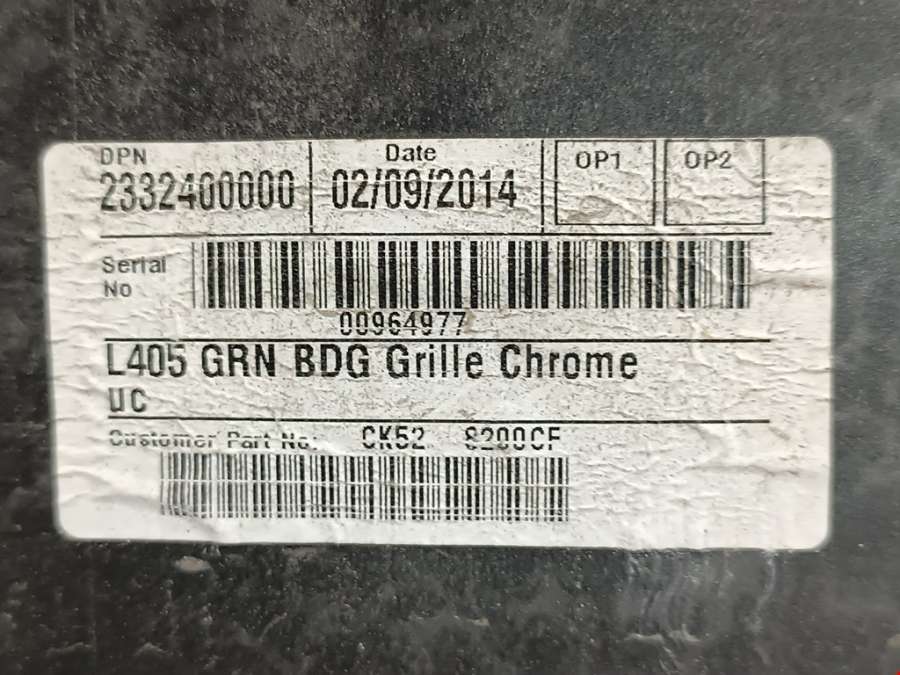 DPN
2332400000
Date
02/09/2014
OP1
OP2
Serial
No
00964977
L405 GRN BDG Grille Chrome
UC
Customer Part No. CK52 8200CF